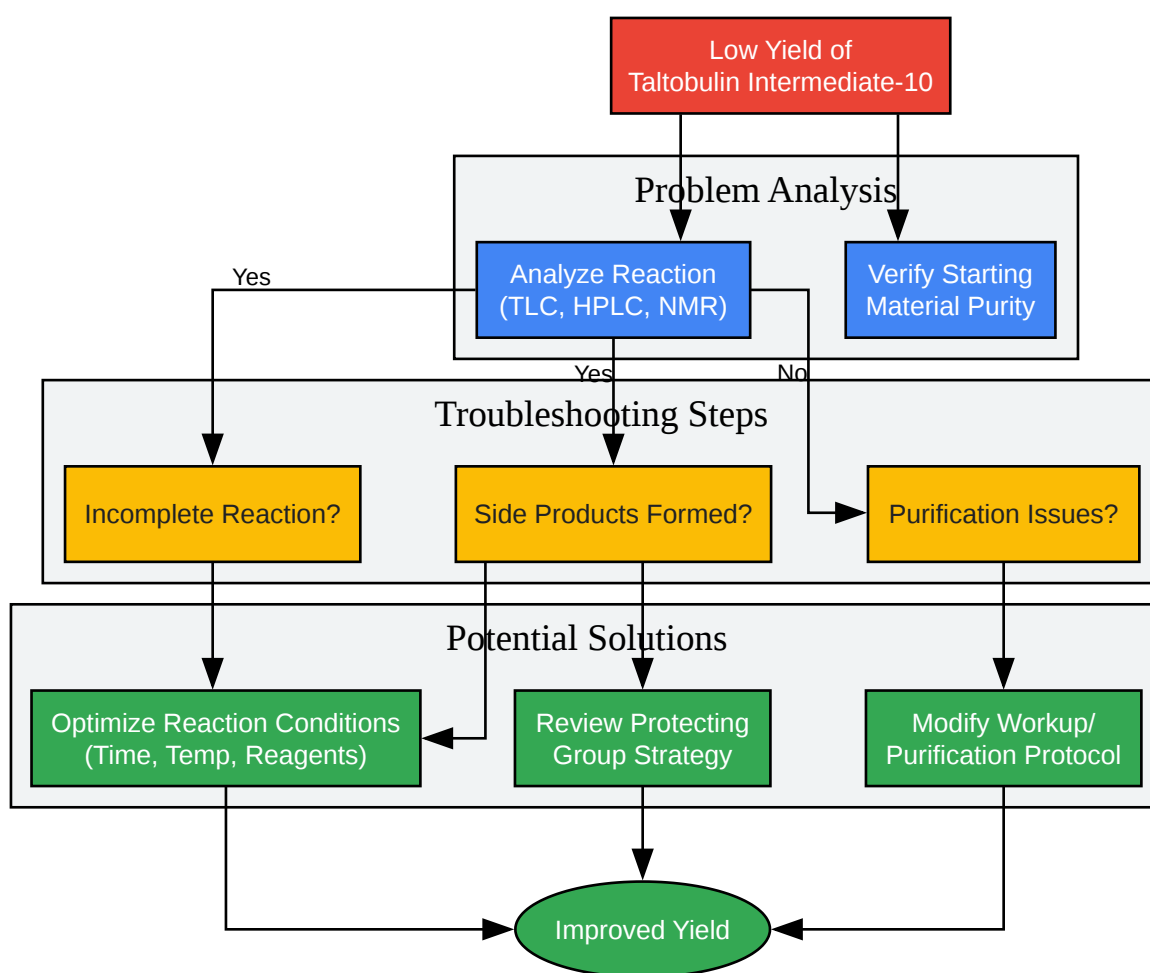 Low Yield of
Taltobulin Intermediate-10
Problem Analysis
Analyze Reaction
(TLC, HPLC, NMR)
Verify Starting
Material Purity
Yes
Yes
No
Troubleshooting Steps
Incomplete Reaction?
Side Products Formed?
Purification Issues?
Potential Solutions
Optimize Reaction Conditions
(Time, Temp, Reagents)
Review Protecting
Group Strategy
Modify Workup/
Purification Protocol
Improved Yield